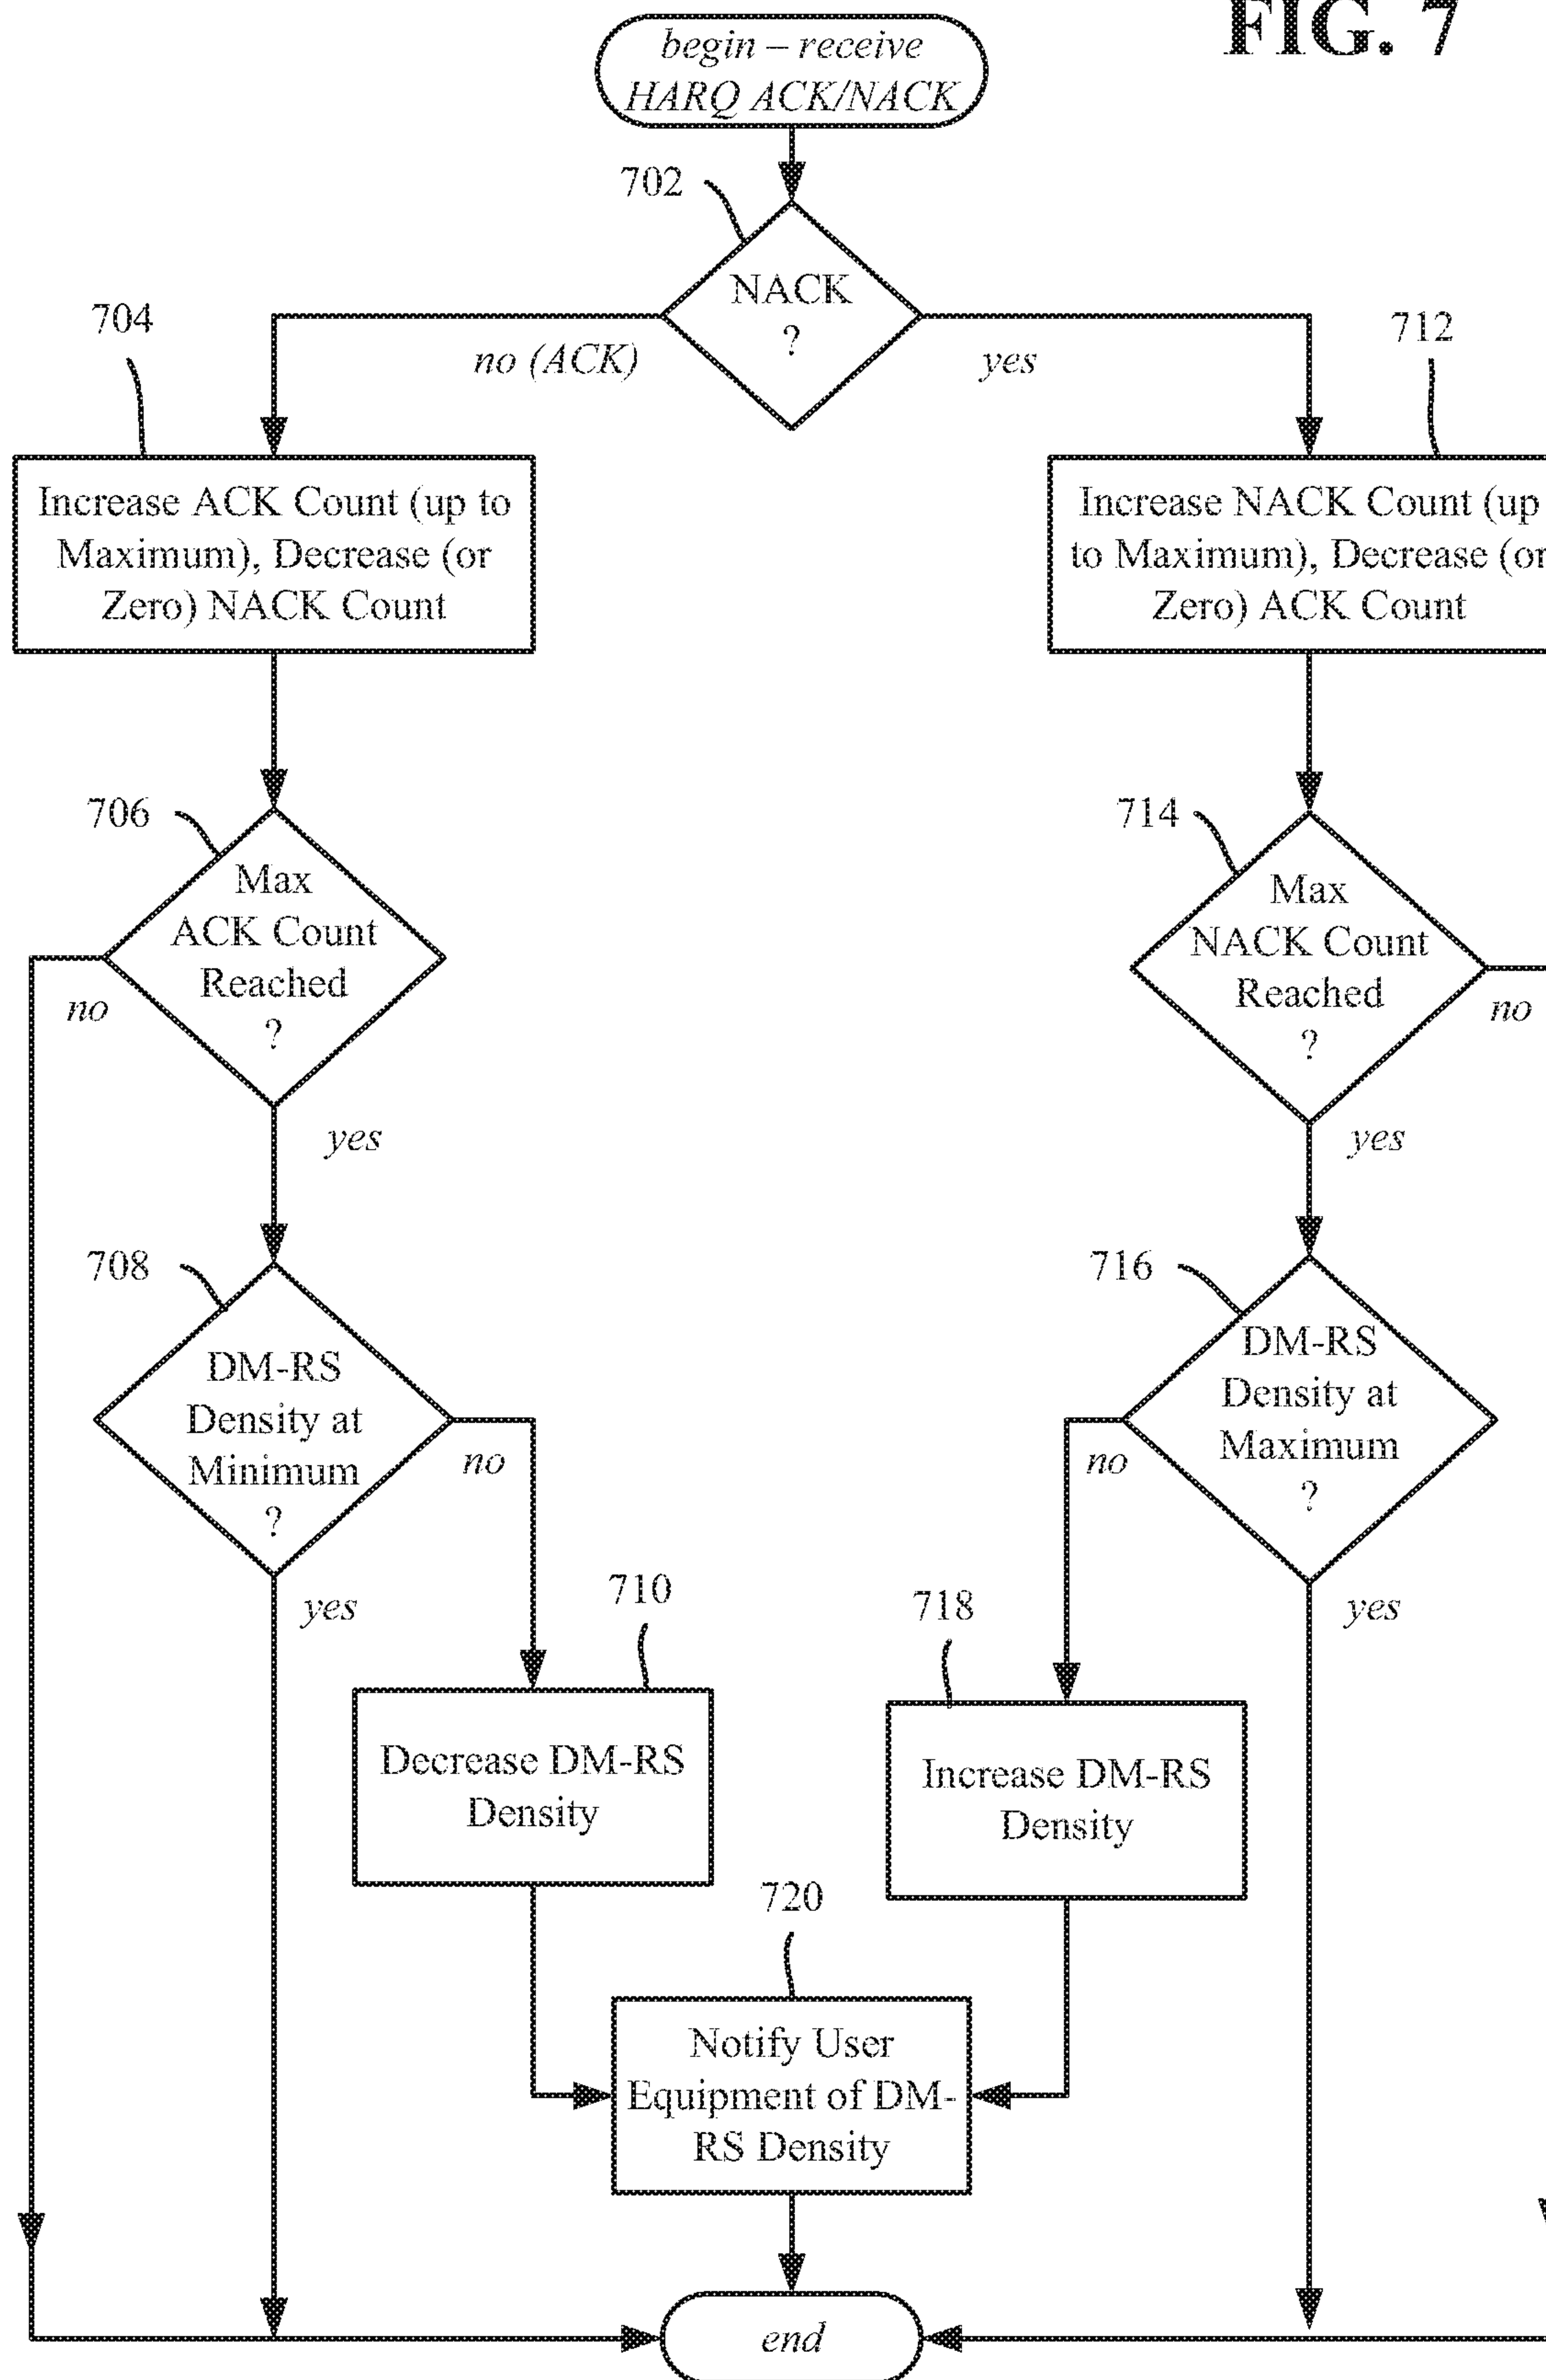 FIG. 7
begin – receive
HARQ ACK/NACK
702
NACK
?
no (ACK)
yes
704
Increase ACK Count (up to
Maximum), Decrease (or
Zero) NACK Count
712
Increase NACK Count (up
to Maximum), Decrease (or
Zero) ACK Count
706
Max
ACK Count
Reached
?
no
yes
714
Max
NACK Count
Reached
?
no
yes
708
DM-RS
Density at
Minimum
?
no
yes
716
DM-RS
Density at
Maximum
?
no
yes
710
Decrease DM-RS
Density
718
Increase DM-RS
Density
720
Notify User
Equipment of DM-
RS Density
end